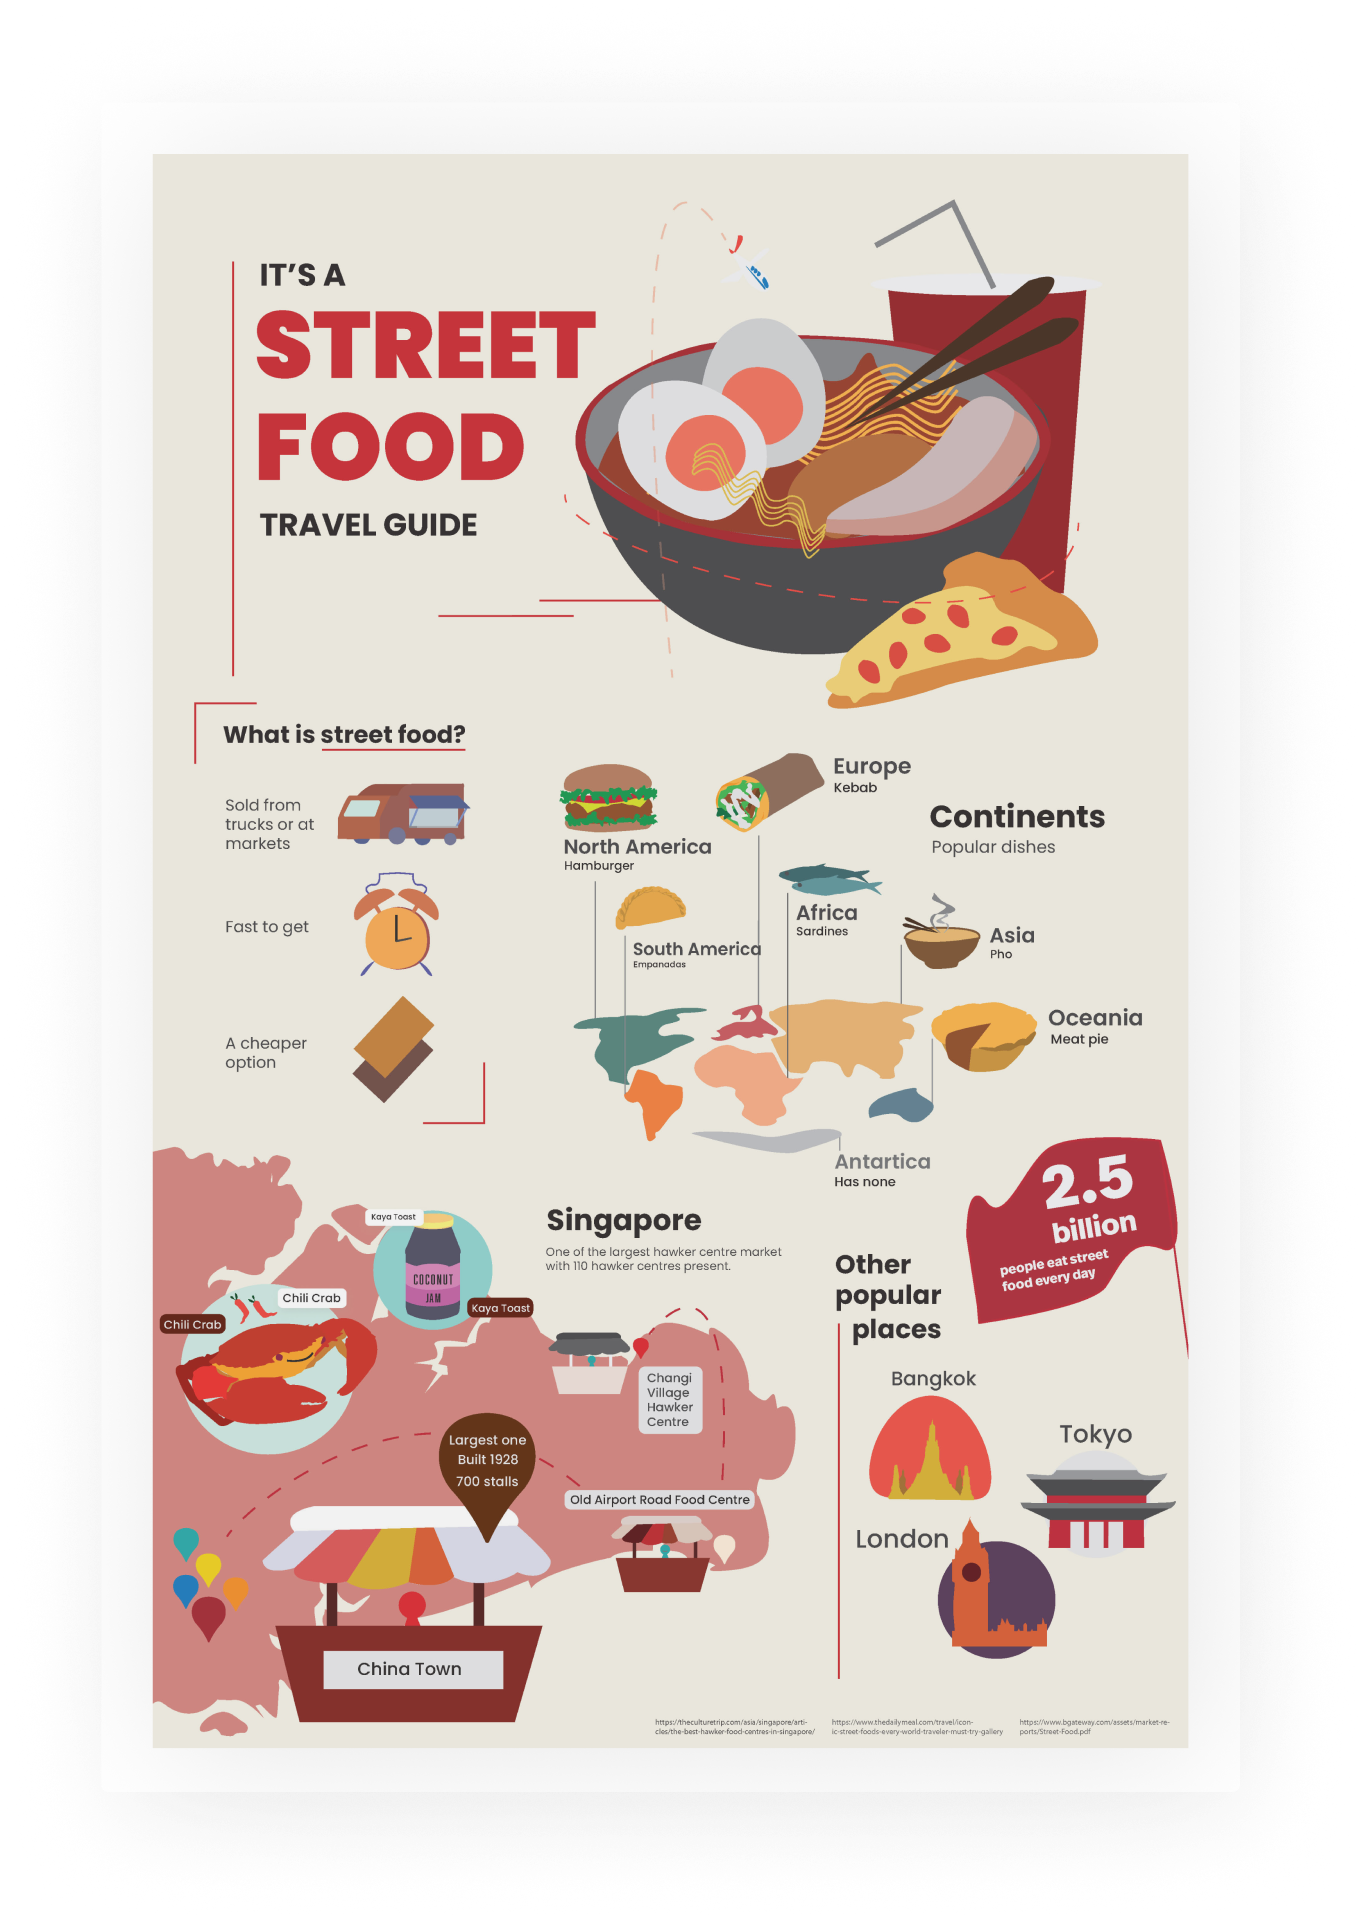 IT'S A
STREET
FOOD
TRAVEL GUIDE
What is street food?
Sold from
trucks or at
markets
Fast to get
A cheaper
option
Continents
Popular dishes
North America
Hamburger
Europe
Kebab
South America
Empanadas
Africa
Sardines
Asia
Pho
Oceania
Meat pie
Antartica
Has none
2.5
billion
people eat street
food every day
Singapore
One of the largest hawker centre market
with 110 hawker centres present.
Kaya Toast
COCONUT
JAM
Kaya Toast
Chili Crab
Chili Crab
Changi
Village
Hawker
Centre
Largest one
Built 1928
700 stalls
Old Airport Road Food Centre
China Town
Other
popular
places
Bangkok
Tokyo
London
https://theculturetrip.com/asia/singapore/arti-
cles/the-best-hawker-food-centres-in-singapore/
https://www.thedailymeal.com/travel/icon-
ic-street-foods-every-world-traveler-must-try-gallery
https://www.bgateway.com/assets/market-re-
ports/Street-Food.pdf